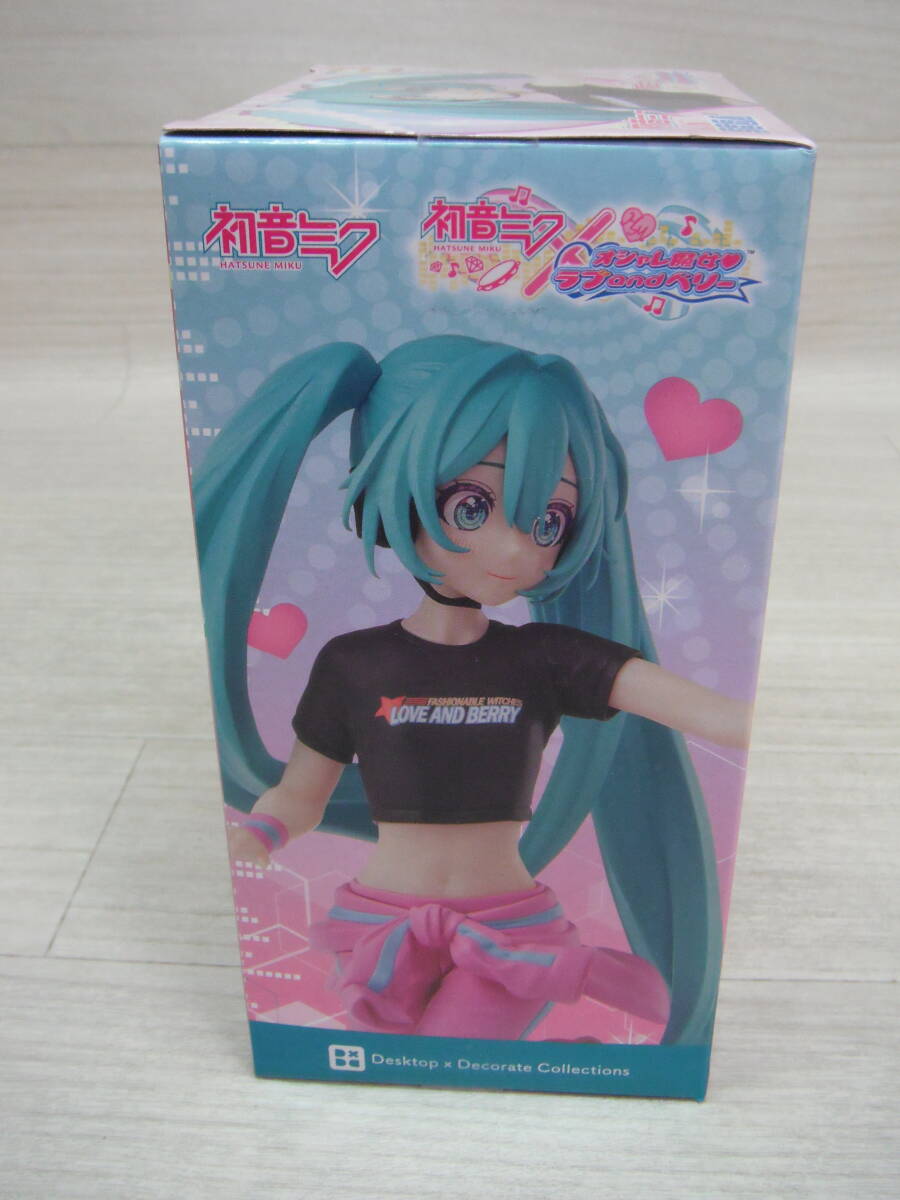 初音ミク
HATSUNE MIKU
初音ミク
HATSUNE MIKU
オシャレ魔女
ラブandベリー
TM
FASHIONABLE WITCHES
LOVE AND BERRY
Desktop × Decorate Collections